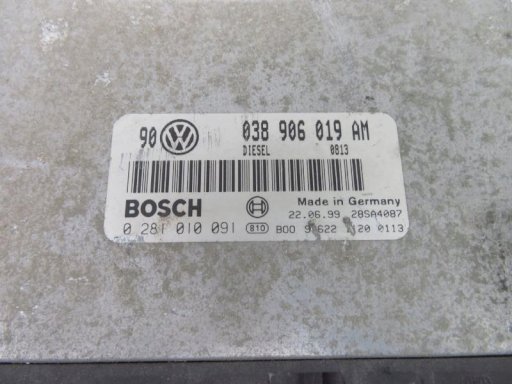 90 038 906 019 AM
DIESEL 0813
BOSCH Made in Germany
22.06.99 28SA4087
0 281 010 091 810 B00 9 622 120 0113